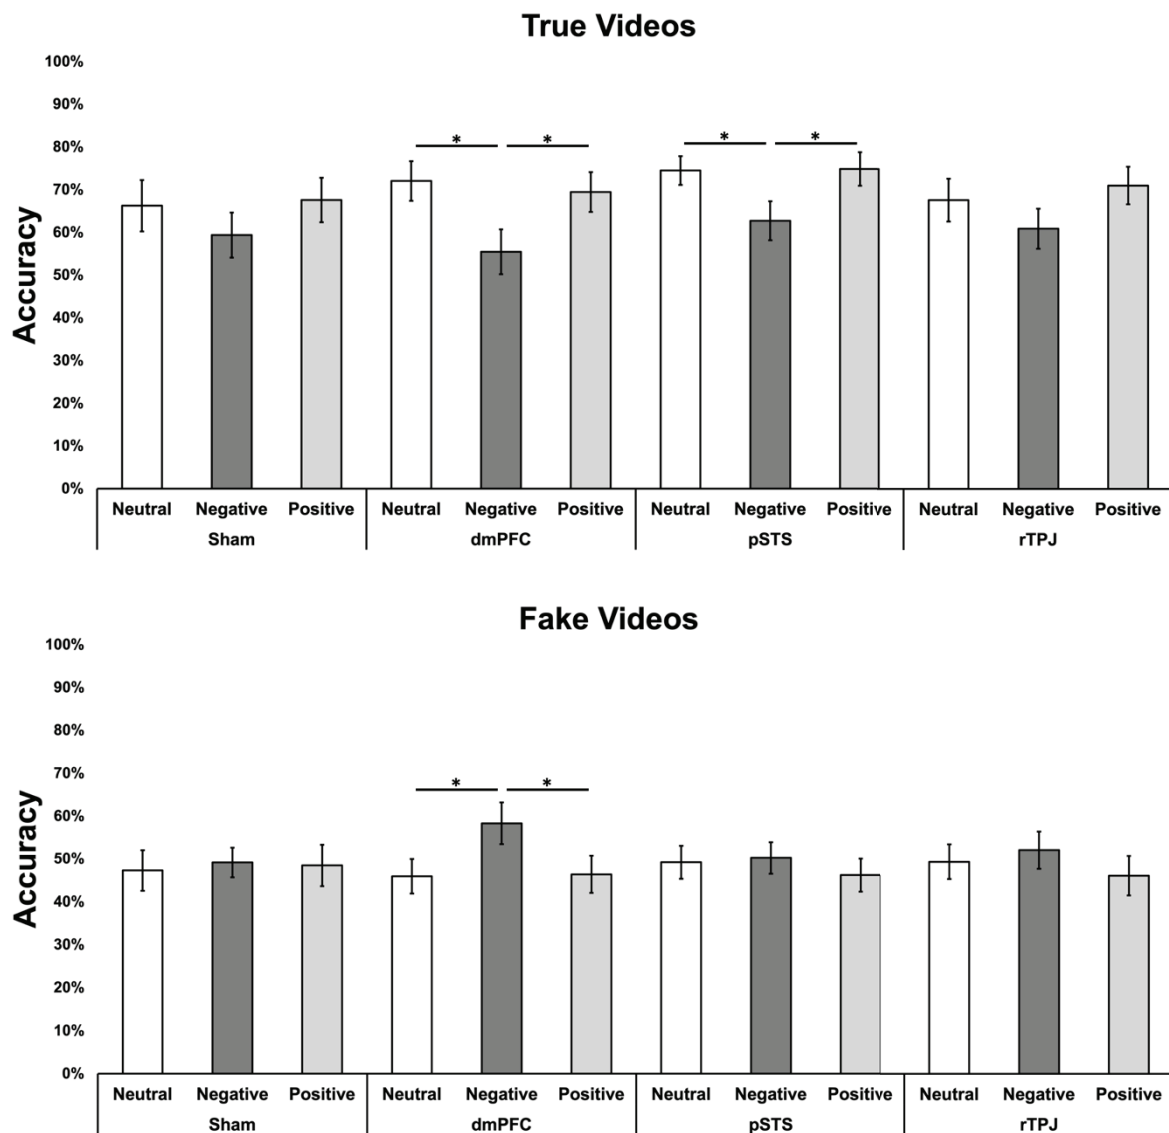 True Videos
100%
90%
80%
70%
60%
50%
40%
30%
20%
10%
0%
Accuracy
* * * *
Neutral Negative Positive Neutral Negative Positive Neutral Negative Positive Neutral Negative Positive
Sham dmPFC pSTS rTPJ
Fake Videos
100%
90%
80%
70%
60%
50%
40%
30%
20%
10%
0%
Accuracy
* *
Neutral Negative Positive Neutral Negative Positive Neutral Negative Positive Neutral Negative Positive
Sham dmPFC pSTS rTPJ